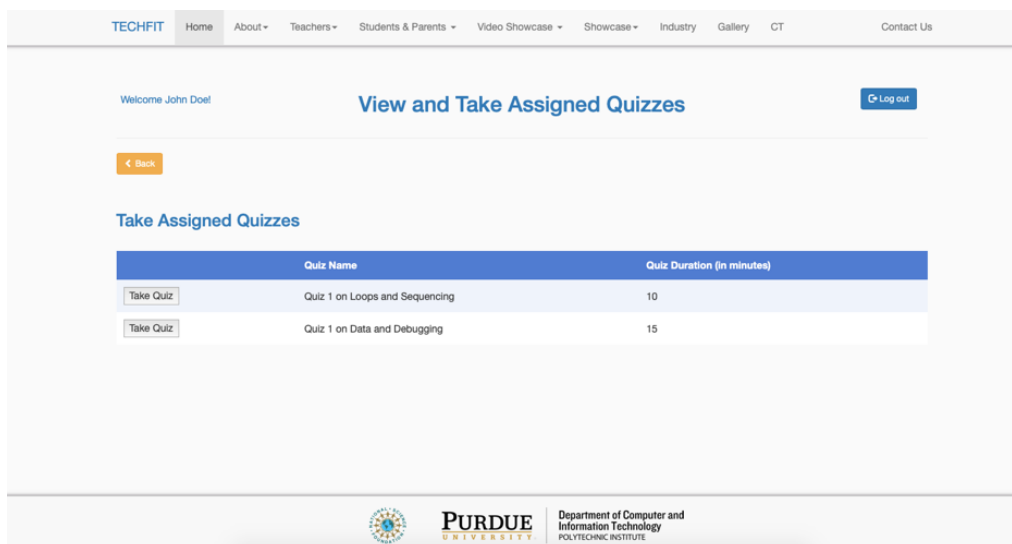 TECHFIT Home About Teachers Students & Parents Video Showcase Showcase Industry Gallery CT Contact Us
Welcome John Doe!
View and Take Assigned Quizzes
Log out
Back
Take Assigned Quizzes
Quiz Name Quiz Duration (in minutes)
Take Quiz Quiz 1 on Loops and Sequencing 10
Take Quiz Quiz 1 on Data and Debugging 15
NATIONAL SCIENCE FOUNDATION
PURDUE
UNIVERSITY
Department of Computer and
Information Technology
POLYTECHNIC INSTITUTE